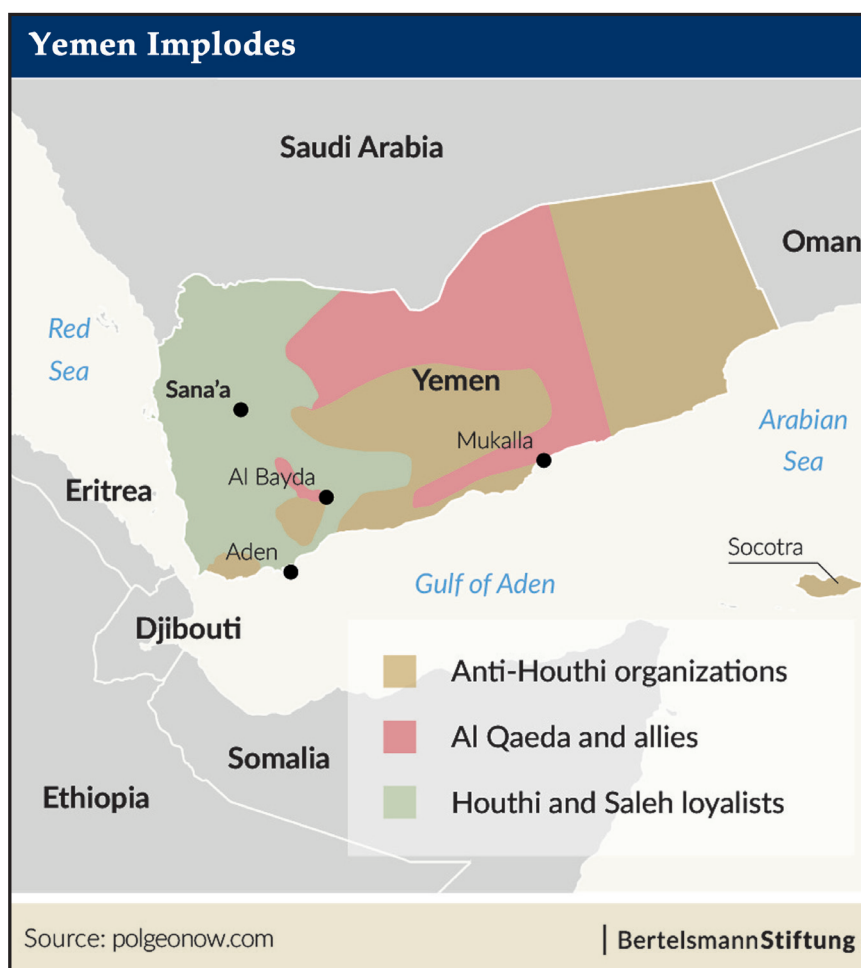 Yemen Implodes
Saudi Arabia
Oman
Red
Sea
Sana’a
Yemen
Arabian
Sea
Mukalla
Al Bayda
Eritrea
Aden
Socotra
Gulf of Aden
Djibouti
Anti-Houthi organizations
Al Qaeda and allies
Somalia
Ethiopia
Houthi and Saleh loyalists
Source: polgeonow.com
| BertelsmannStiftung